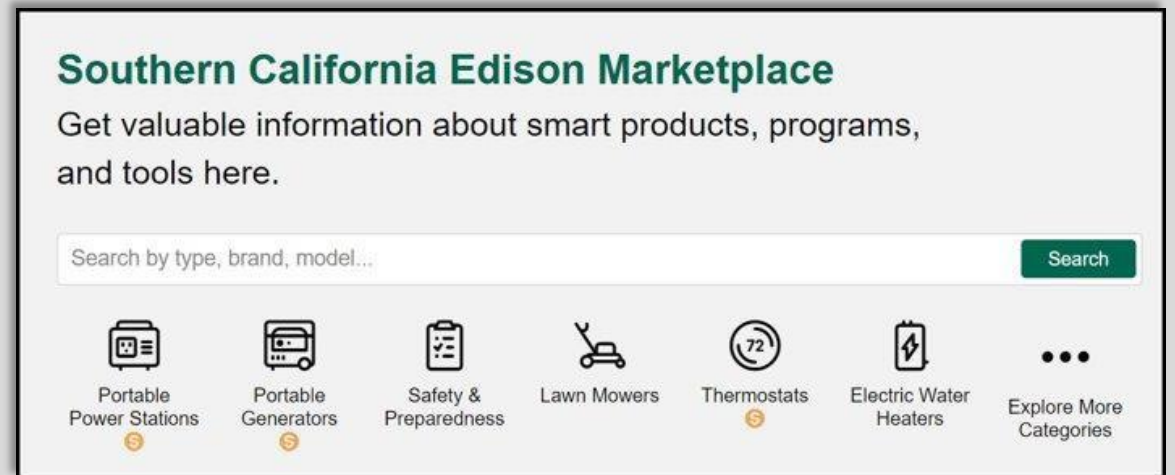 Southern California Edison Marketplace
Get valuable information about smart products, programs,
and tools here.
Search by type, brand, model...
Search
72
Portable
Power Stations
S
Portable
Generators
S
Safety &
Preparedness
Lawn Mowers
Thermostats
S
Electric Water
Heaters
Explore More
Categories